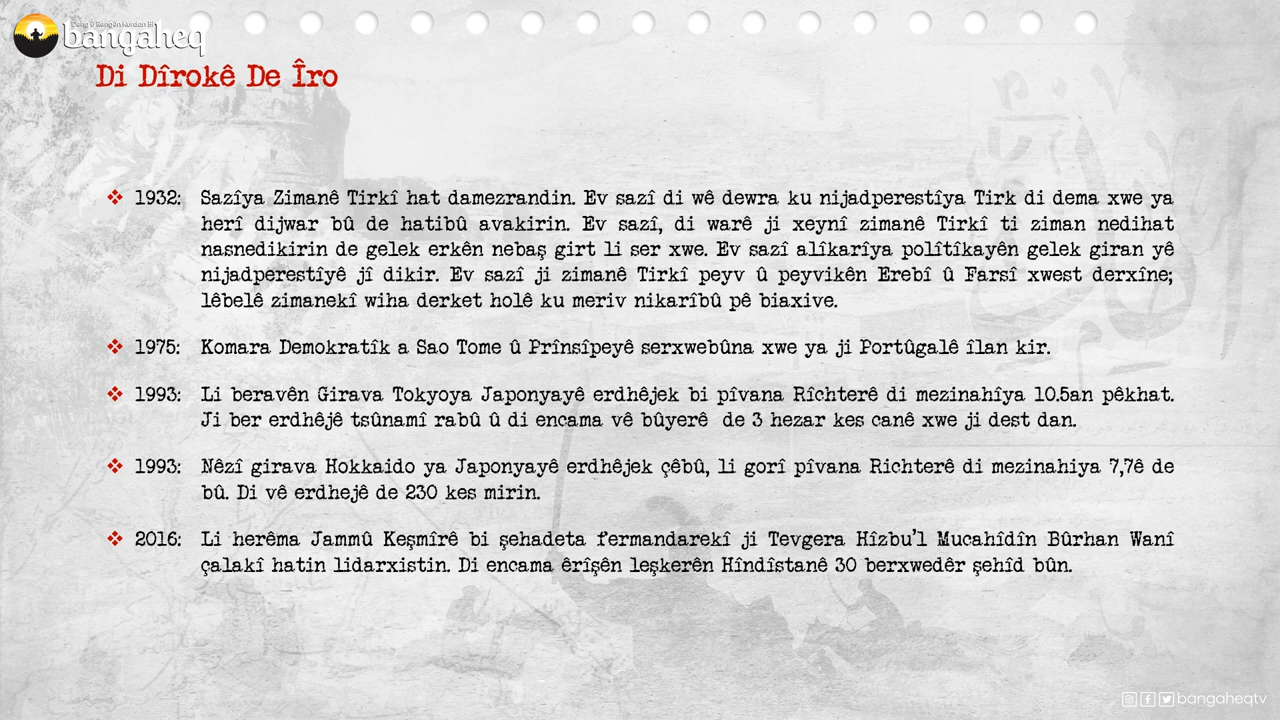 Deng û Rengên Kurdan Bi
bangaheq
Di Dîrokê De Îro
❖ 1932: Sazîya Zimanê Tirkî hat damezrandin. Ev sazî di wê dewra ku nijadperestîya Tirk di dema xwe ya
herî dijwar bû de hatibû avakirin. Ev sazî, di warê ji xeynî zimanê Tirkî ti ziman nedihat
nasnedikirin de gelek erkên nebaş girt li ser xwe. Ev sazî alîkarîya polîtîkayên gelek giran yê
nijadperestîyê jî dikir. Ev sazî ji zimanê Tirkî peyv û peyvikên Erebî û Farsî xwest derxîne;
lêbelê zimanekî wiha derket holê ku meriv nikarîbû pê biaxive.
❖ 1975: Komara Demokratîk a Sao Tome û Prînsîpeyê serxwebûna xwe ya ji Portûgalê îlan kir.
❖ 1993: Li beravên Girava Tokyoya Japonyayê erdhêjek bi pîvana Rîchterê di mezinahîya 10.5an pêkhat.
Ji ber erdhêjê tsûnamî rabû û di encama vê bûyerê de 3 hezar kes canê xwe ji dest dan.
❖ 1993: Nêzî girava Hokkaido ya Japonyayê erdhêjek çêbû, li gorî pîvana Richterê di mezinahiya 7,7ê de
bû. Di vê erdhejê de 230 kes mirin.
❖ 2016: Li herêma Jammû Keşmîrê bi şehadeta fermandarekî ji Tevgera Hîzbu'l Mucahîdîn Bûrhan Wanî
çalakî hatin lidarxistin. Di encama êrîşên leşkerên Hîndîstanê 30 berxwedêr şehîd bûn.
bangaheqtv